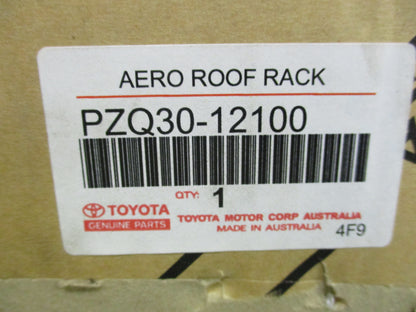 AERO ROOF RACK
PZQ30-12100
QTY: 1
TOYOTA
GENUINE PARTS
TOYOTA MOTOR CORP AUSTRALIA
MADE IN AUSTRALIA
4F9